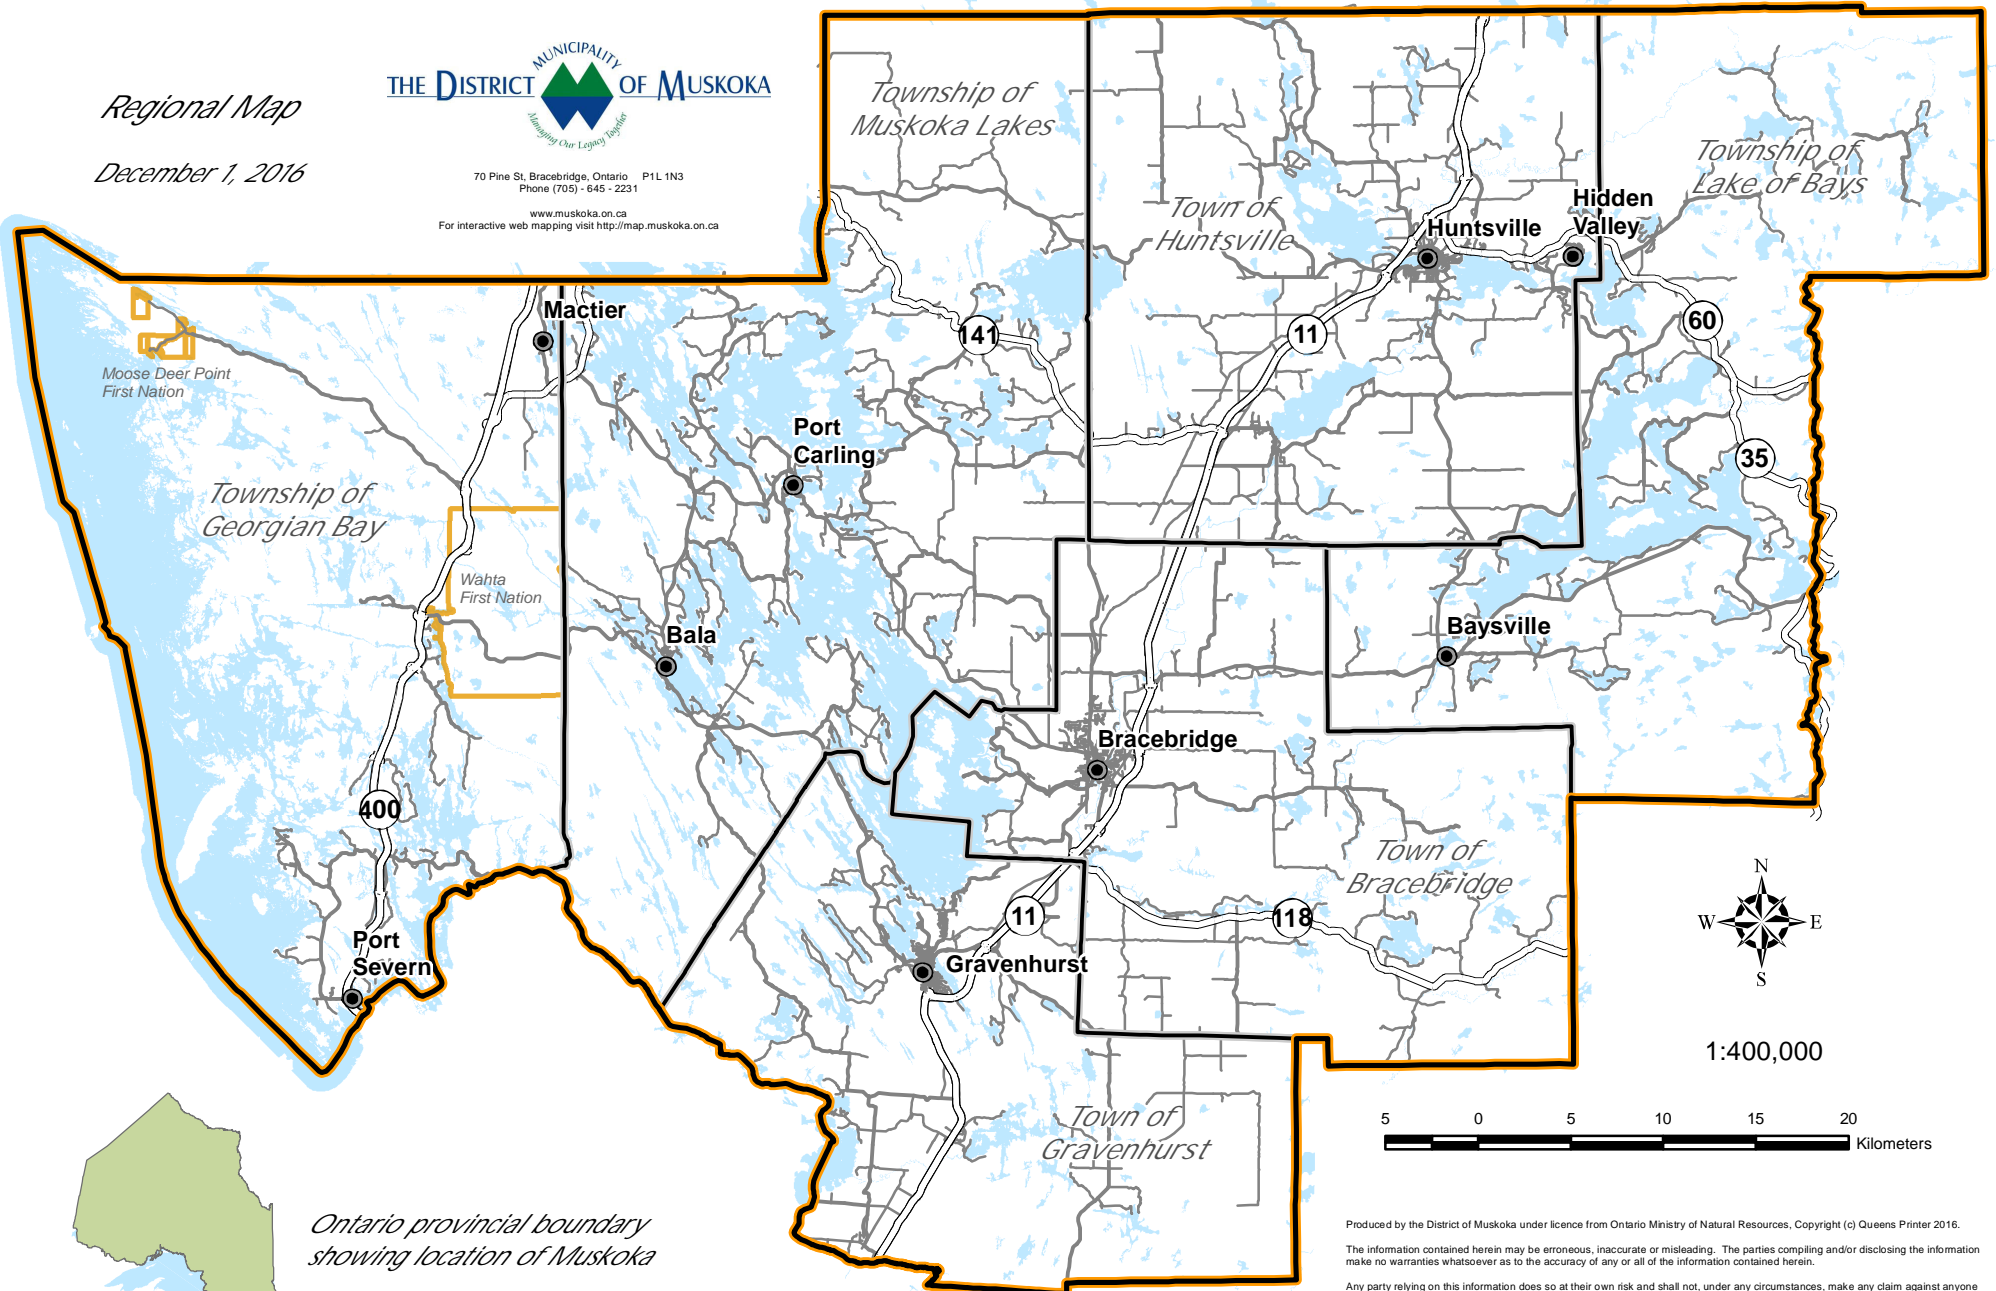 Regional Map
December 1, 2016
THE DISTRICT MUNICIPALITY OF MUSKOKA
Managing Our Legacy Together
70 Pine St, Bracebridge, Ontario P1L 1N3
Phone (705) - 645 - 2231
www.muskoka.on.ca
For interactive web mapping visit http://map.muskoka.on.ca
Township of
Muskoka Lakes
Township of
Lake of Bays
Town of
Huntsville
Huntsville
Hidden
Valley
Mactier
141
11
60
Moose Deer Point
First Nation
Port
Carling
35
Township of
Georgian Bay
Wahta
First Nation
Bala
Baysville
Bracebridge
400
Town of
Bracebridge
N
W
E
S
11
118
Port
Severn
Gravenhurst
1:400,000
Town of
Gravenhurst
5 0 5 10 15 20
Kilometers
Ontario provincial boundary
showing location of Muskoka
Produced by the District of Muskoka under licence from Ontario Ministry of Natural Resources, Copyright (c) Queens Printer 2016.
The information contained herein may be erroneous, inaccurate or misleading. The parties compiling and/or disclosing the information
make no warranties whatsoever as to the accuracy of any or all of the information contained herein.
Any party relying on this information does so at their own risk and shall not, under any circumstances, make any claim against anyone